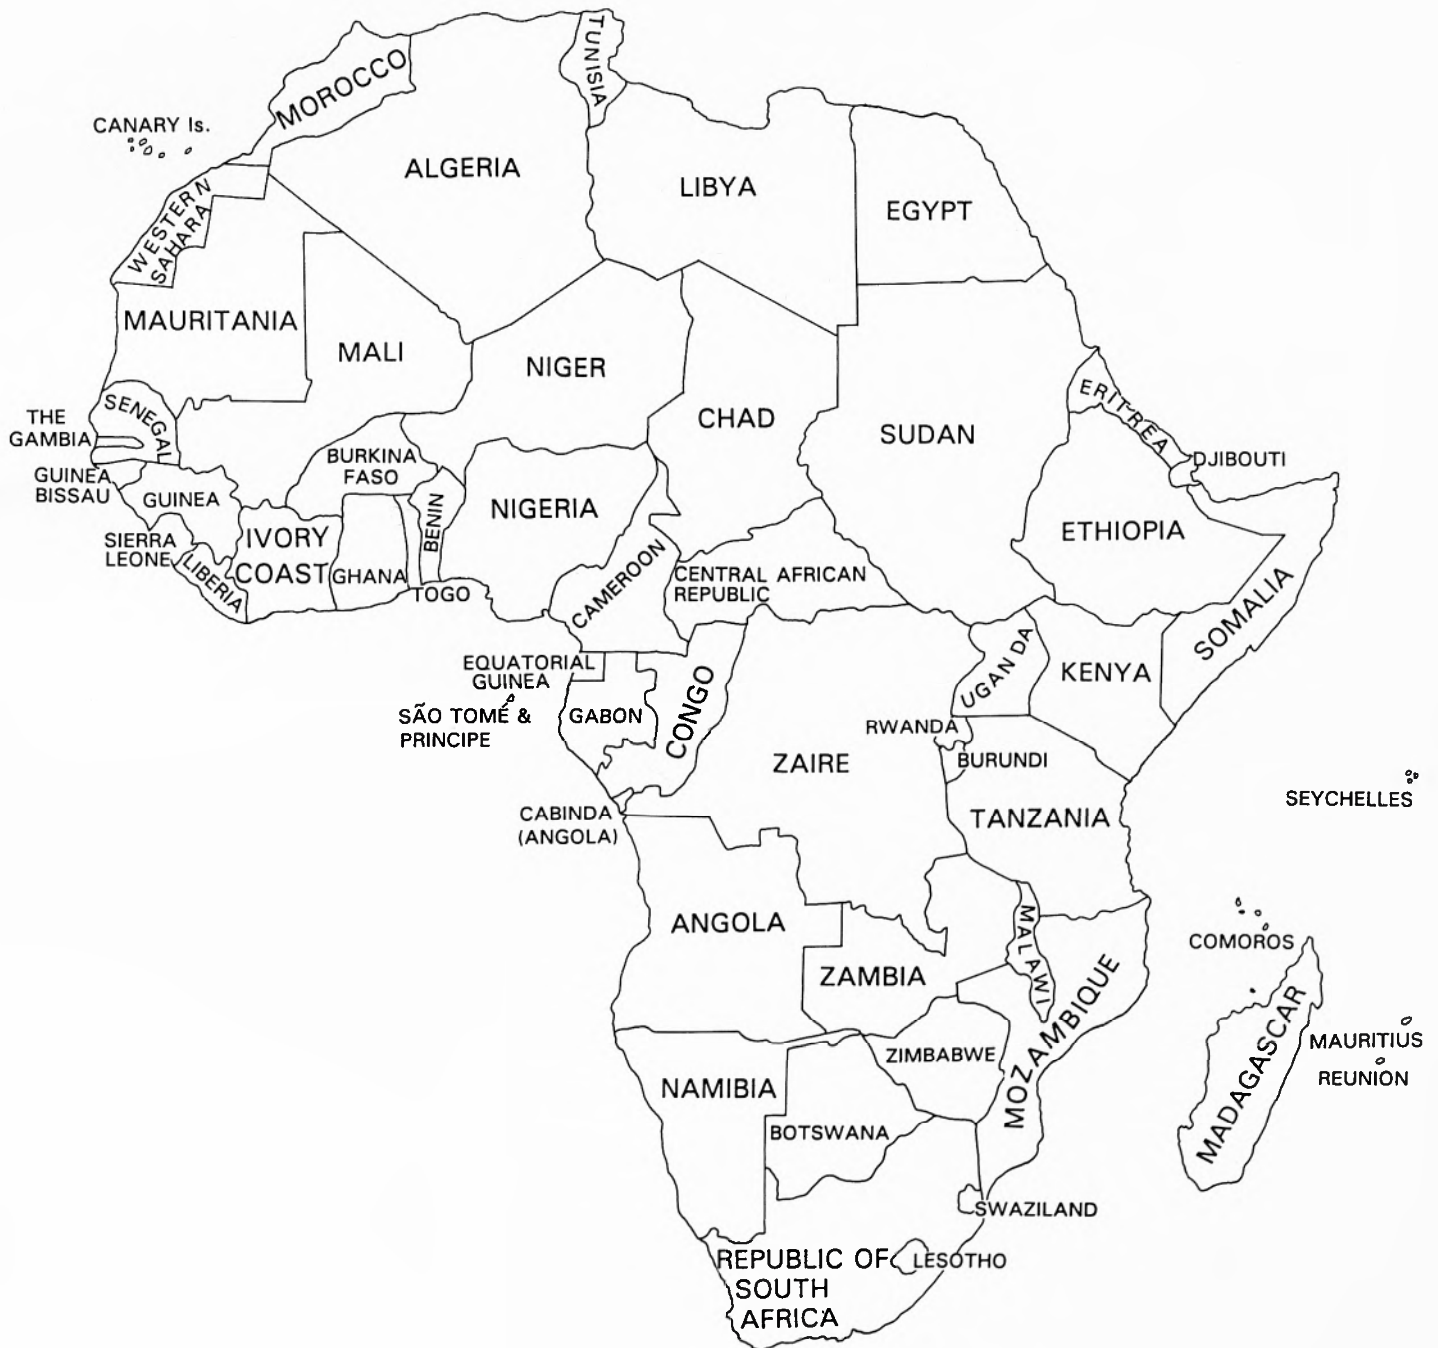 TUNISIA
MOROCCO
CANARY Is.
ALGERIA
LIBYA
EGYPT
WESTERN
SAHARA
MAURITANIA
MALI
NIGER
CHAD
SUDAN
ERITREA
THE
GAMBIA
SENEGAL
DJIBOUTI
GUINEA
BISSAU
GUINEA
BURKINA
FASO
BENIN
NIGERIA
ETHIOPIA
SIERRA
LEONE
LIBERIA
IVORY
COAST
GHANA
TOGO
CAMEROON
CENTRAL AFRICAN
REPUBLIC
SOMALIA
EQUATORIAL
GUINEA
SÃO TOMÉ &
PRINCIPE
GABON
CONGO
UGANDA
KENYA
RWANDA
BURUNDI
ZAIRE
TANZANIA
SEYCHELLES
CABINDA
(ANGOLA)
ANGOLA
ZAMBIA
MALAWI
MOZAMBIQUE
COMOROS
MADAGASCAR
MAURITIUS
REUNION
ZIMBABWE
NAMIBIA
BOTSWANA
SWAZILAND
LESOTHO
REPUBLIC OF
SOUTH
AFRICA